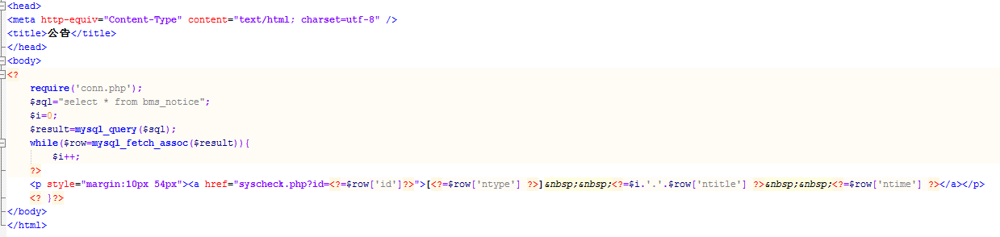 <head>
<meta http-equiv="Content-Type" content="text/html; charset=utf-8" />
<title>公告</title>
</head>
<body>
<?
    require('conn.php');
    $sql="select * from bms_notice";
    $i=0;
    $result=mysql_query($sql);
    while($row=mysql_fetch_assoc($result)){
        $i++;
    ?>
    <p style="margin:10px 54px"><a href="syscheck.php?id=<?=$row['id']?>">[<?=$row['ntype'] ?>]&nbsp;&nbsp;<?=$i.'.'.$row['ntitle'] ?>&nbsp;&nbsp;<?=$row['ntime'] ?></a></p>
    <? }?>
</body>
</html>